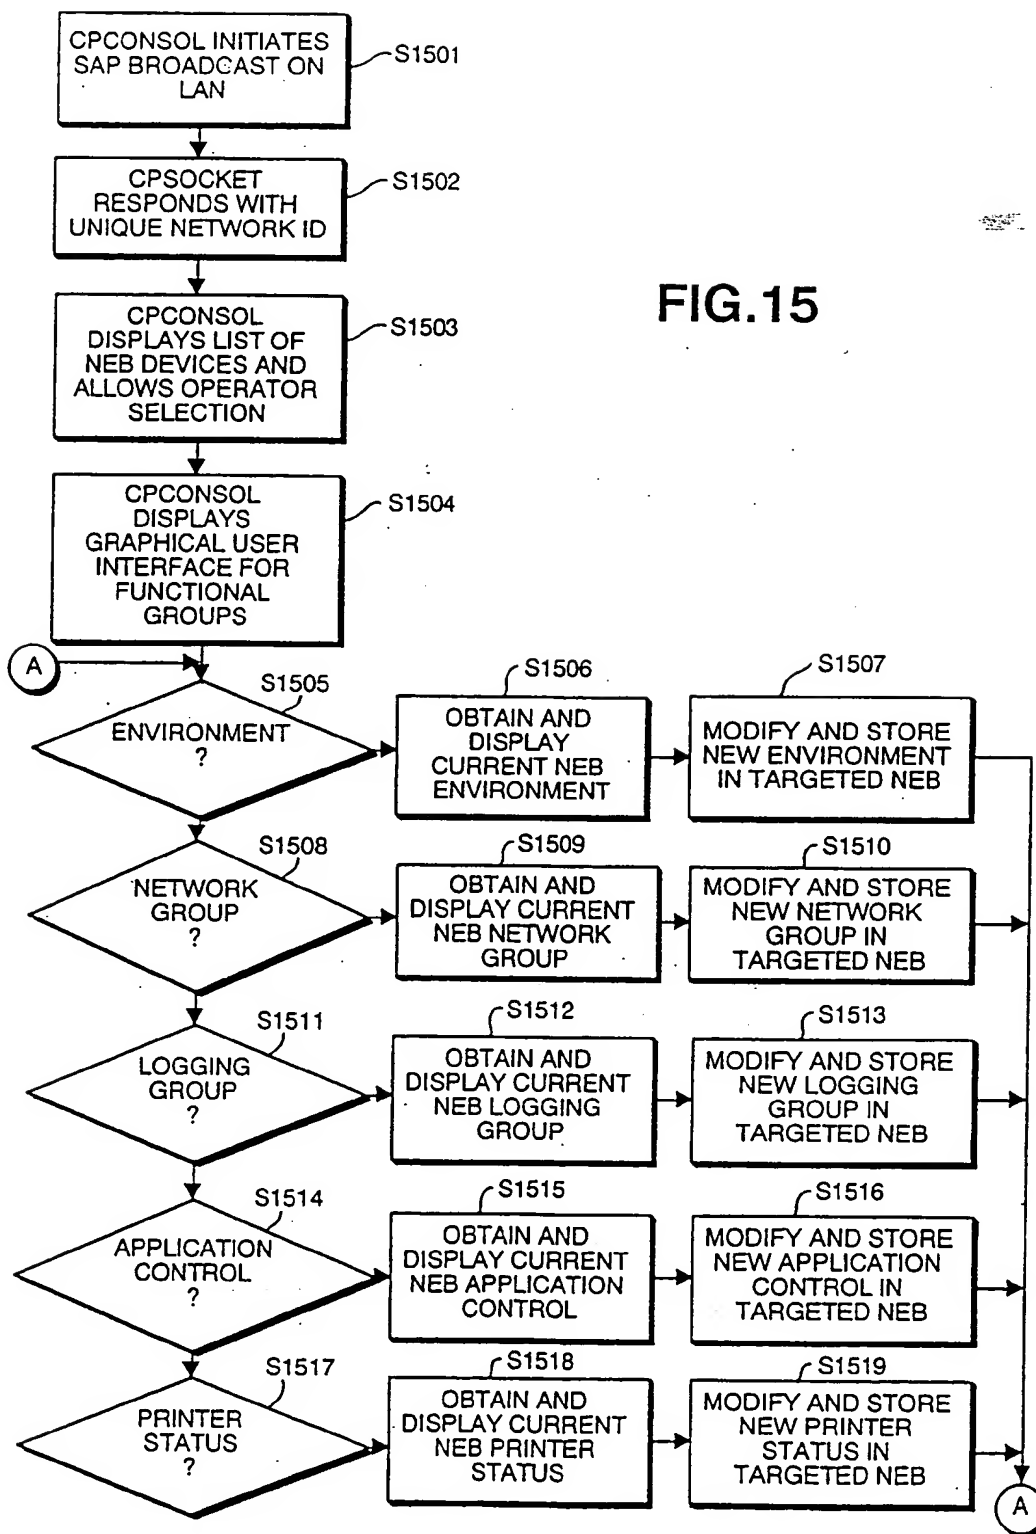 CPCONSOL INITIATES
SAP BROADCAST ON
LAN
S1501
CPSOCKET
RESPONDS WITH
UNIQUE NETWORK ID
S1502
CPCONSOL
DISPLAYS LIST OF
NEB DEVICES AND
ALLOWS OPERATOR
SELECTION
S1503
FIG.15
CPCONSOL
DISPLAYS
GRAPHICAL USER
INTERFACE FOR
FUNCTIONAL
GROUPS
S1504
A
ENVIRONMENT
?
S1505
OBTAIN AND
DISPLAY
CURRENT NEB
ENVIRONMENT
S1506
MODIFY AND STORE
NEW ENVIRONMENT
IN TARGETED NEB
S1507
NETWORK
GROUP
?
S1508
OBTAIN AND
DISPLAY CURRENT
NEB NETWORK
GROUP
S1509
MODIFY AND STORE
NEW NETWORK
GROUP IN
TARGETED NEB
S1510
LOGGING
GROUP
?
S1511
OBTAIN AND
DISPLAY CURRENT
NEB LOGGING
GROUP
S1512
MODIFY AND STORE
NEW LOGGING
GROUP IN
TARGETED NEB
S1513
APPLICATION
CONTROL
?
S1514
OBTAIN AND
DISPLAY CURRENT
NEB APPLICATION
CONTROL
S1515
MODIFY AND STORE
NEW APPLICATION
CONTROL IN
TARGETED NEB
S1516
PRINTER
STATUS
?
S1517
OBTAIN AND
DISPLAY CURRENT
NEB PRINTER
STATUS
S1518
MODIFY AND STORE
NEW PRINTER
STATUS IN
TARGETED NEB
S1519
A